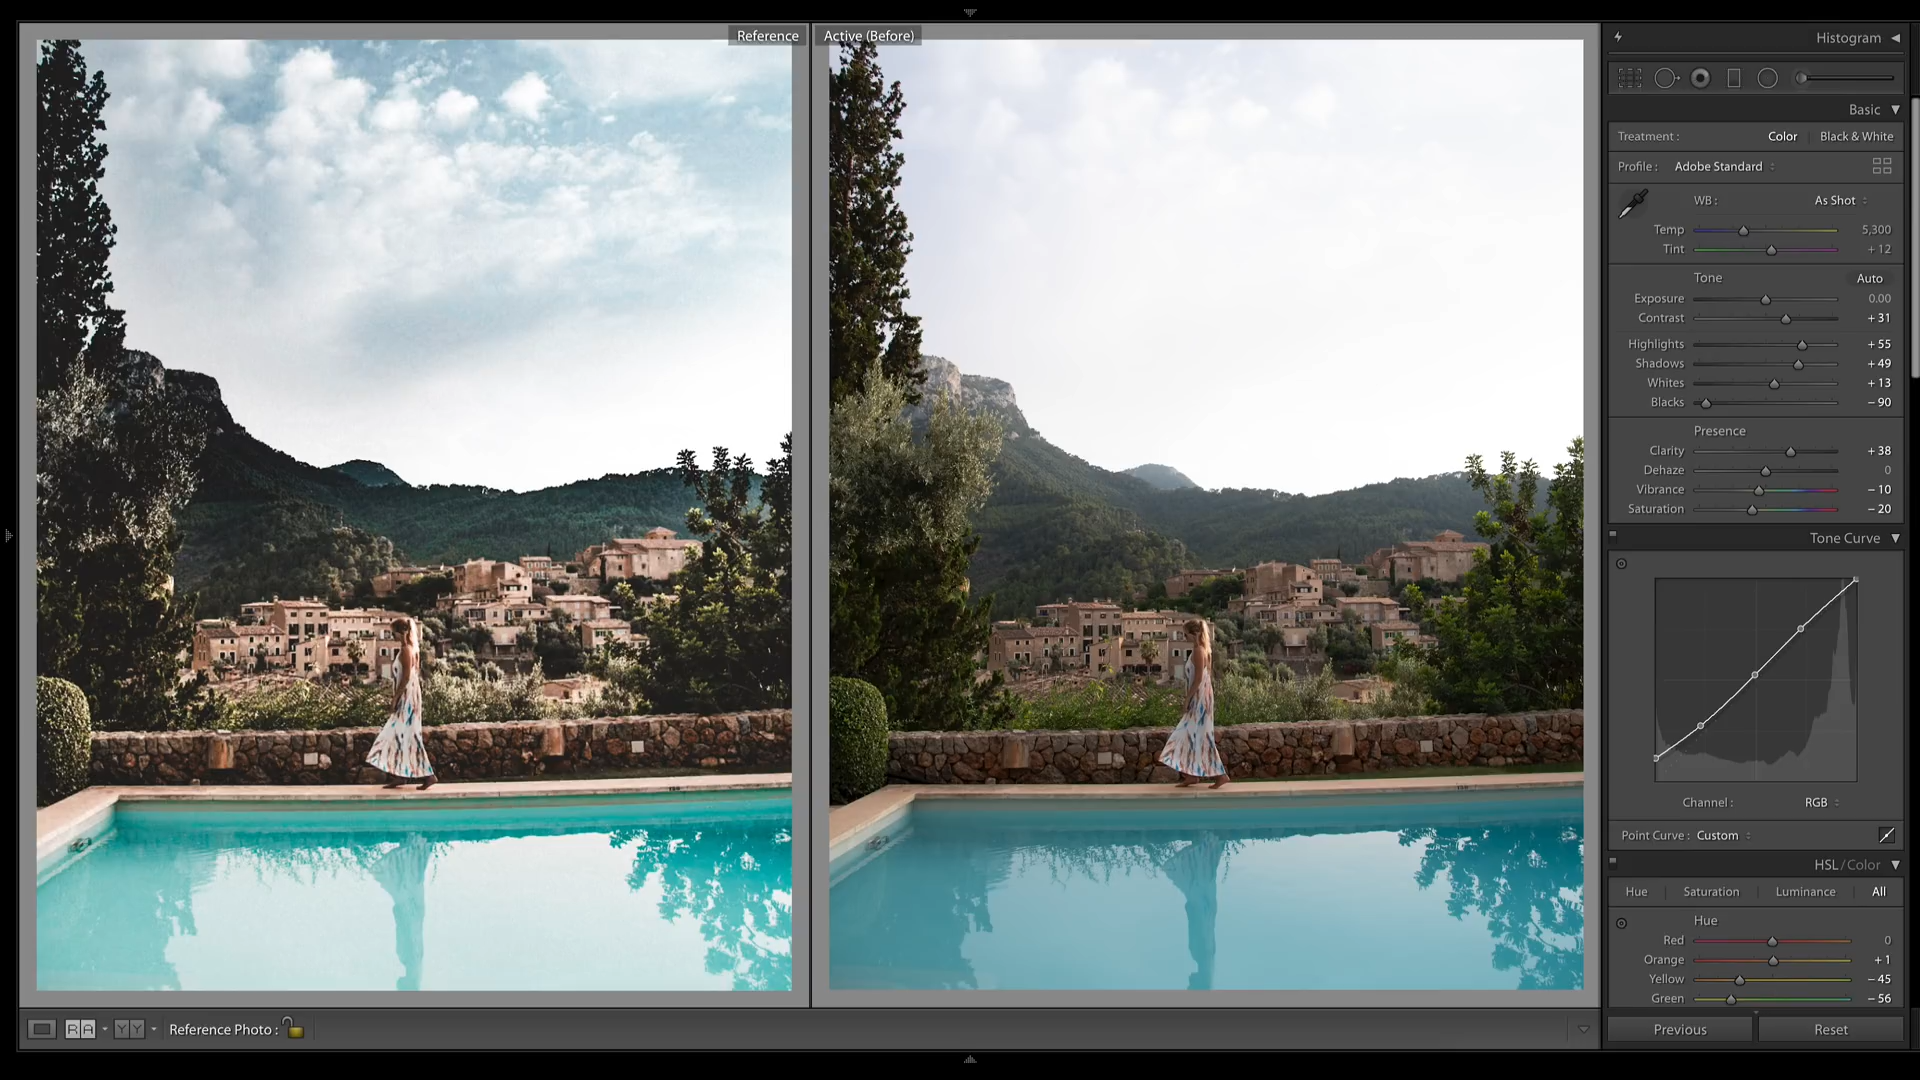 Reference
Active (Before)
Histogram
Basic
Treatment : Color Black & White
Profile : Adobe Standard
WB : As Shot
Temp 5,300
Tint + 12
Tone Auto
Exposure 0.00
Contrast + 31
Highlights + 55
Shadows + 49
Whites + 13
Blacks − 90
Presence
Clarity + 38
Dehaze 0
Vibrance − 10
Saturation − 20
Tone Curve
Channel : RGB
Point Curve : Custom
HSL / Color
Hue Saturation Luminance All
Hue
Red 0
Orange + 1
Yellow − 45
Green − 56
R A Y Y Reference Photo :
Previous Reset